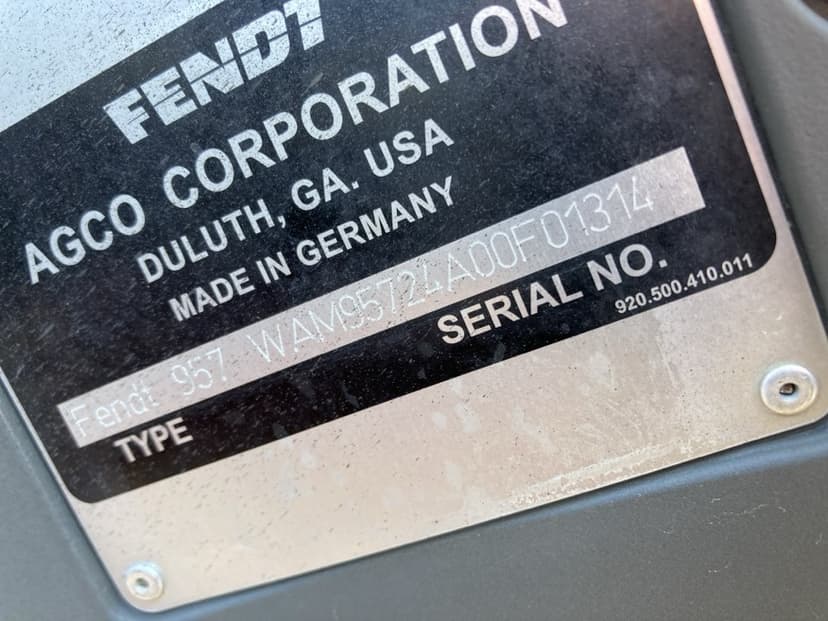 FENDT
AGCO CORPORATION
DULUTH, GA. USA
MADE IN GERMANY
Fendt 957 WAM95724A00F01314
TYPE SERIAL NO.
920.500.410.011